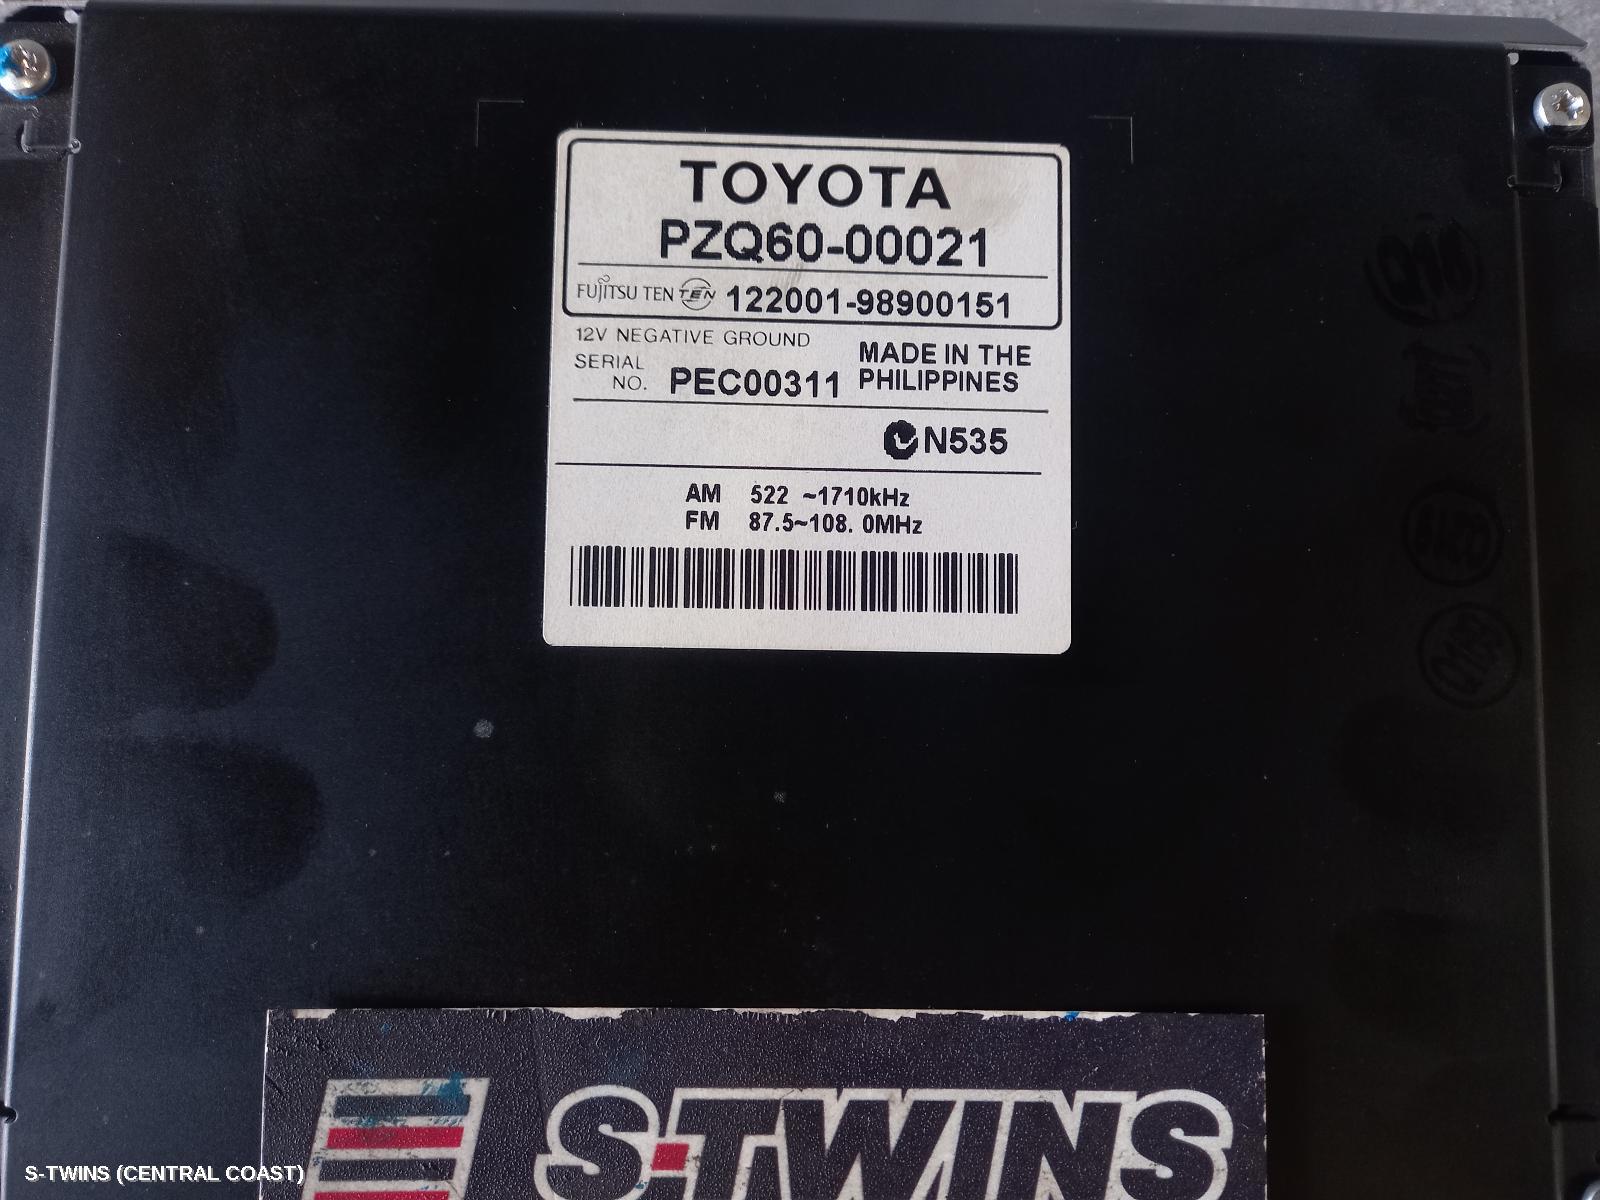 TOYOTA
PZQ60-00021
FUJITSU TEN TEN 122001-98900151
12V NEGATIVE GROUND
SERIAL NO. PEC00311
MADE IN THE
PHILIPPINES
N535
AM 522 ~1710kHz
FM 87.5~108. 0MHz
S-TWINS
S-TWINS (CENTRAL COAST)